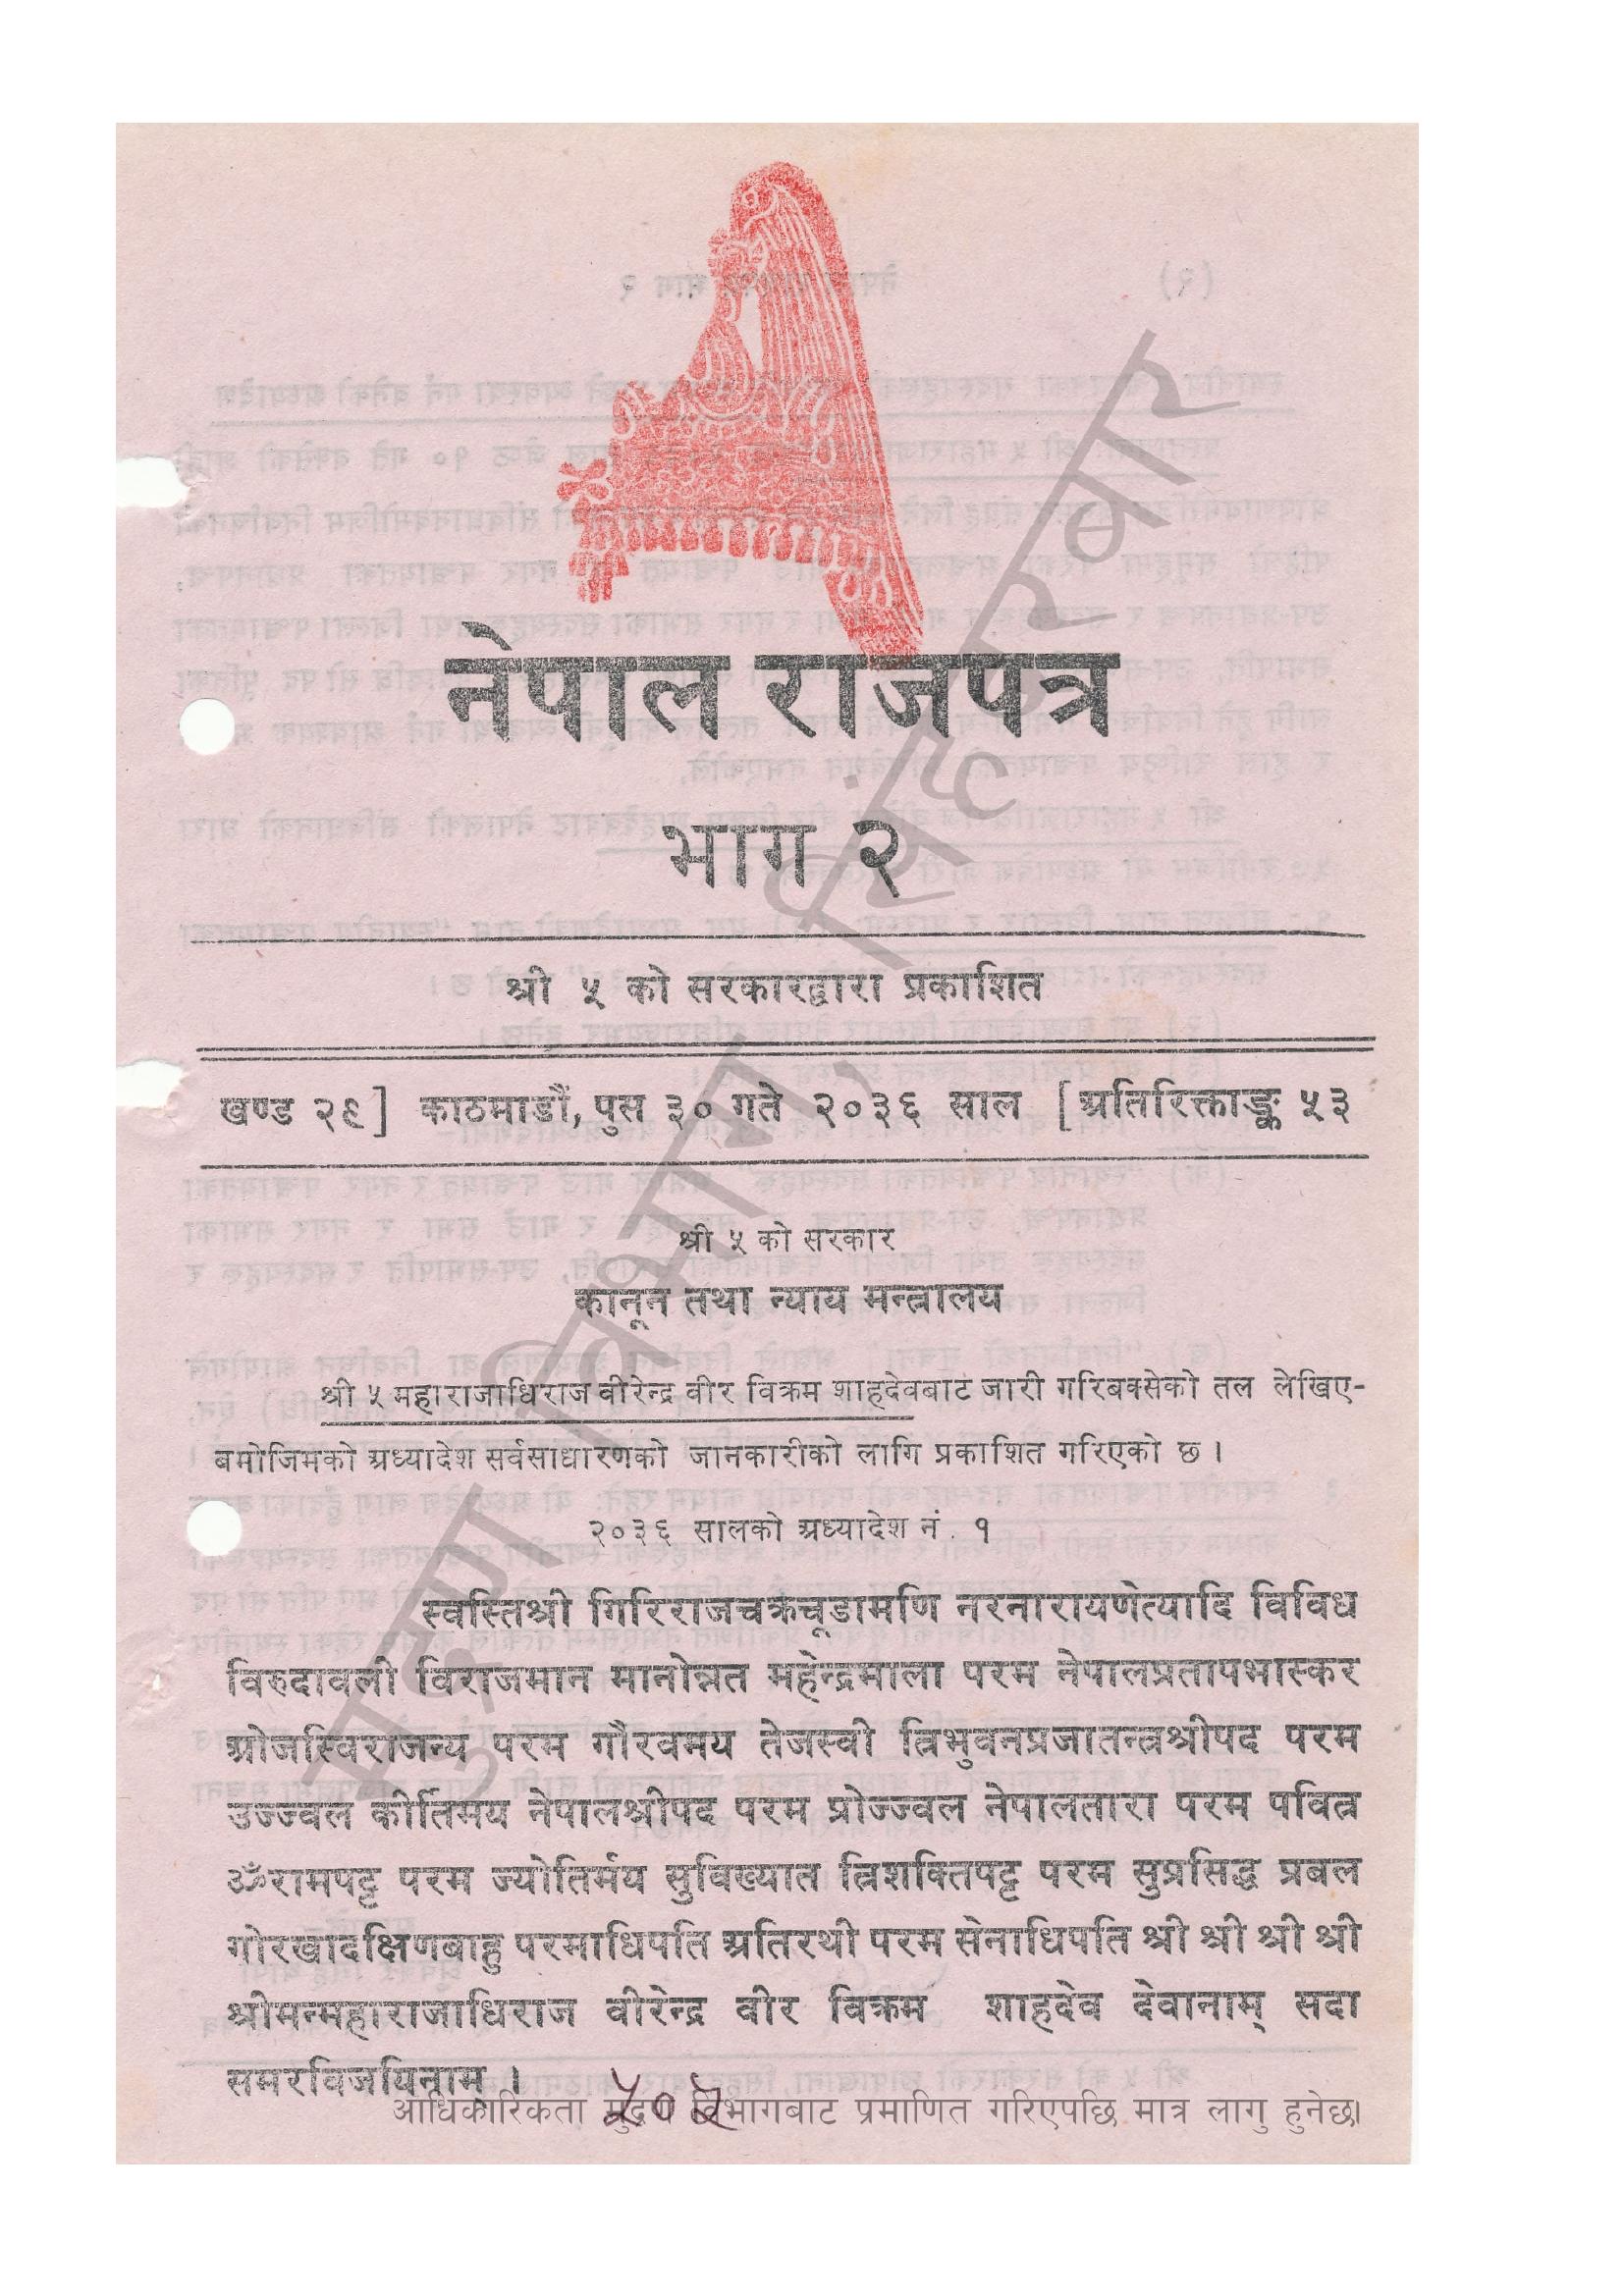 नेपाल राजपत्र
भाग २
श्री ५ को सरकारद्वारा प्रकाशित
खण्ड २९] काठमाडौं, पुस ३० गते २०३६ साल [अतिरिक्ताङ्क ५३
श्री ५ को सरकार
कानून तथा न्याय मन्त्रालय
श्री ५ महाराजाधिराज वीरेन्द्र वीर विक्रम शाहदेवबाट जारी गरिबक्सेको तल लेखिए-
बमोजिमको अध्यादेश सर्वसाधारणको जानकारीको लागि प्रकाशित गरिएको छ ।
२०३६ सालको अध्यादेश नं. १
स्वस्तिश्री गिरिराजचक्रचूडामणि नरनारायणेत्यादि विविध
विरुदावली विराजमान मानोन्नत महेन्द्रमाला परम नेपालप्रतापभास्कर
ओजस्विराजन्य परम गौरवमय तेजस्वी त्रिभुवनप्रजातन्त्रश्रीपद परम
उज्ज्वल कीर्तिमय नेपालश्रीपद परम प्रोज्ज्वल नेपालतारा परम पवित्र
ॐरामपट्ट परम ज्योतिर्मय सुविख्यात त्रिशक्तिपट्ट परम सुप्रसिद्ध प्रबल
गोरखादक्षिणबाहु परमाधिपति अतिरथी परम सेनाधिपति श्री श्री श्री श्री
श्रीमन्महाराजाधिराज वीरेन्द्र वीर विक्रम शाहदेव देवानाम् सदा
समरविजयिनाम् ।
५०५
आधिकारिकता मुद्रण विभागबाट प्रमाणित गरिएपछि मात्र लागु हुनेछ।
मुद्रण विभाग, सिंहदरबार